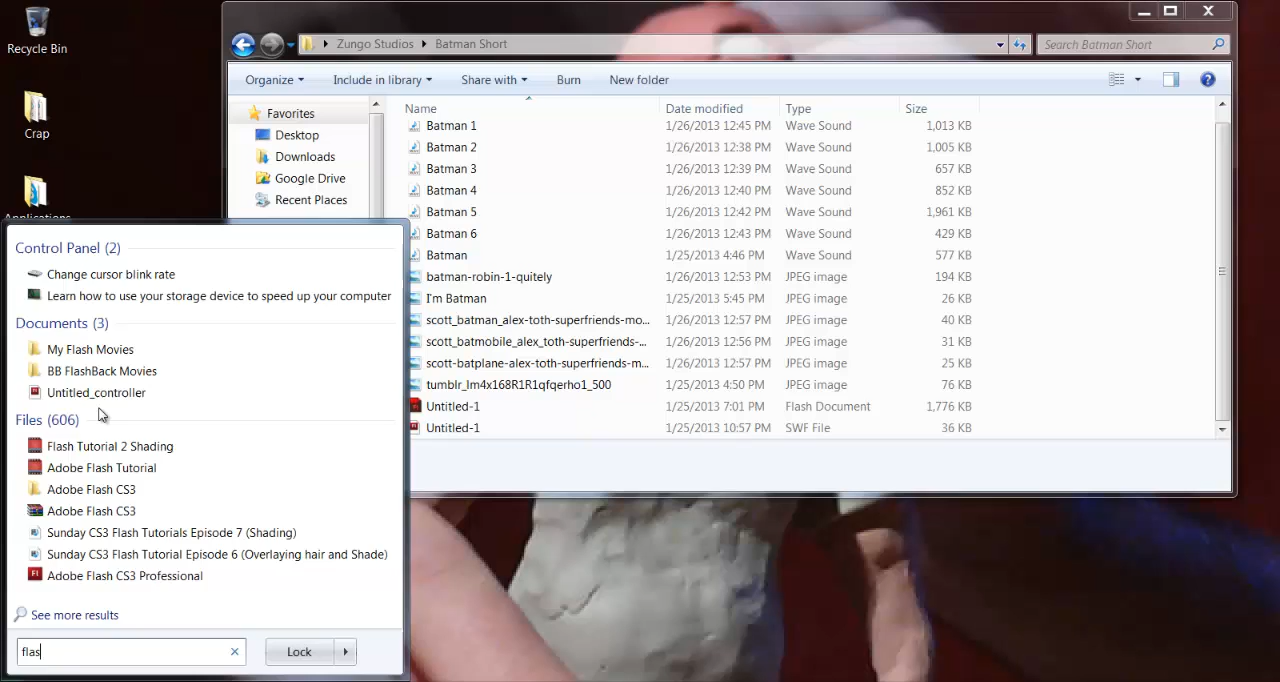 Recycle Bin
Crap
Applications
Zungo Studios
Batman Short
Search Batman Short
Organize
Include in library
Share with
Burn
New folder
Favorites
Desktop
Downloads
Google Drive
Recent Places
Name Date modified Type Size
Batman 1 1/26/2013 12:45 PM Wave Sound 1,013 KB
Batman 2 1/26/2013 12:38 PM Wave Sound 1,005 KB
Batman 3 1/26/2013 12:39 PM Wave Sound 657 KB
Batman 4 1/26/2013 12:40 PM Wave Sound 852 KB
Batman 5 1/26/2013 12:42 PM Wave Sound 1,961 KB
Batman 6 1/26/2013 12:43 PM Wave Sound 429 KB
Batman 1/25/2013 4:46 PM Wave Sound 577 KB
batman-robin-1-quitely 1/26/2013 12:53 PM JPEG image 194 KB
I'm Batman 1/25/2013 5:45 PM JPEG image 26 KB
scott_batman_alex-toth-superfriends-mo... 1/26/2013 12:57 PM JPEG image 40 KB
scott_batmobile_alex_toth-superfriends-... 1/26/2013 12:56 PM JPEG image 31 KB
scott-batplane-alex-toth-superfriends-m... 1/26/2013 12:57 PM JPEG image 25 KB
tumblr_lm4x168R1R1qfqerho1_500 1/25/2013 4:50 PM JPEG image 76 KB
Untitled-1 1/25/2013 7:01 PM Flash Document 1,776 KB
Untitled-1 1/25/2013 10:57 PM SWF File 36 KB
Control Panel (2)
Change cursor blink rate
Learn how to use your storage device to speed up your computer
Documents (3)
My Flash Movies
BB FlashBack Movies
Untitled_controller
Files (606)
Flash Tutorial 2 Shading
Adobe Flash Tutorial
Adobe Flash CS3
Adobe Flash CS3
Sunday CS3 Flash Tutorials Episode 7 (Shading)
Sunday CS3 Flash Tutorial Episode 6 (Overlaying hair and Shade)
Adobe Flash CS3 Professional
See more results
flas
Lock